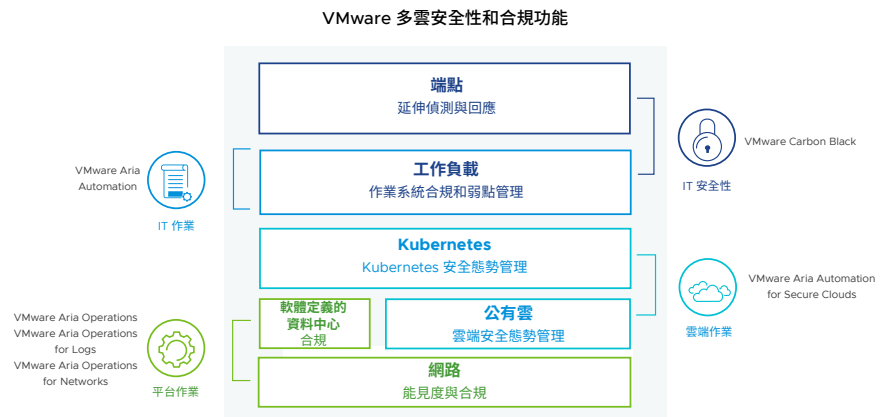 VMware 多雲安全性和合規功能
端點
延伸偵測與回應
VMware Carbon Black
IT 安全性
VMware Aria
Automation
IT 作業
工作負載
作業系統合規和弱點管理
Kubernetes
Kubernetes 安全態勢管理
VMware Aria Automation
for Secure Clouds
雲端作業
軟體定義的
資料中心
合規
公有雲
雲端安全態勢管理
VMware Aria Operations
VMware Aria Operations
for Logs
VMware Aria Operations
for Networks
平台作業
網路
能見度與合規